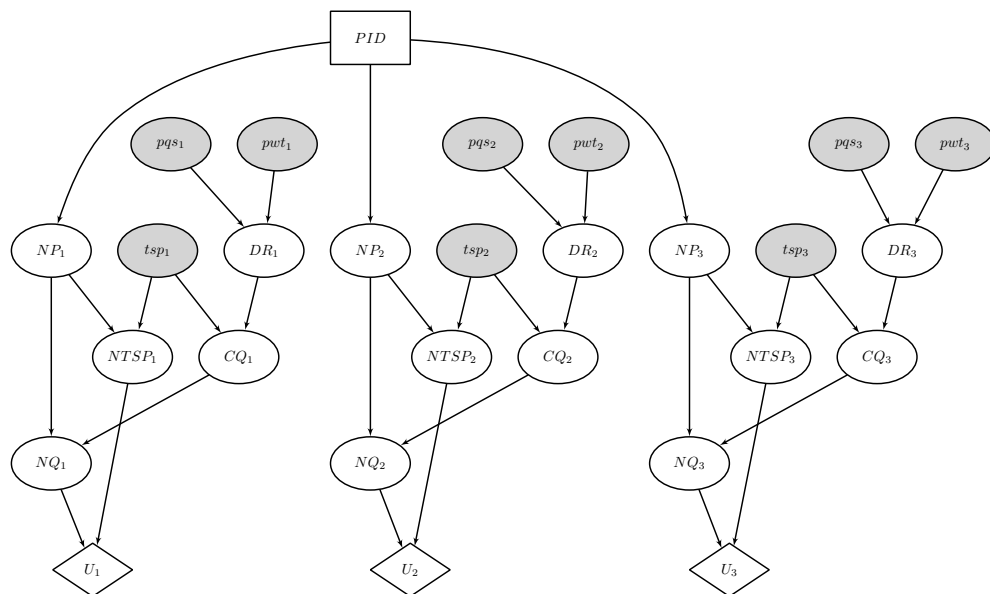 PID
pqs₁ pwt₁ pqs₂ pwt₂ pqs₃ pwt₃
NP₁ tsp₁ DR₁ NP₂ tsp₂ DR₂ NP₃ tsp₃ DR₃
NTSP₁ CQ₁ NTSP₂ CQ₂ NTSP₃ CQ₃
NQ₁ NQ₂ NQ₃
U₁ U₂ U₃